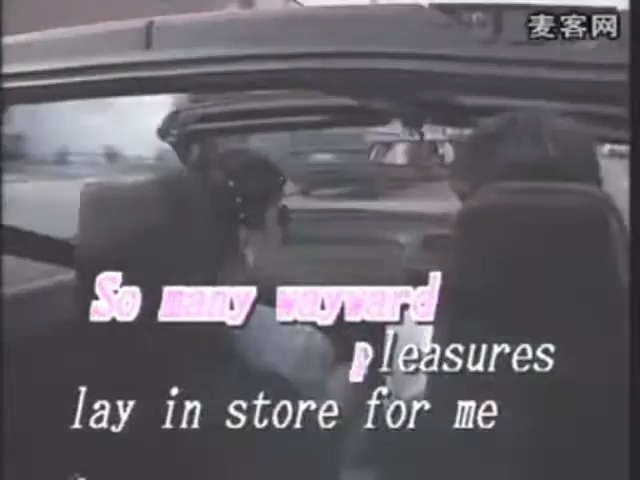 麦客网
So many wayward
pleasures
lay in store for me